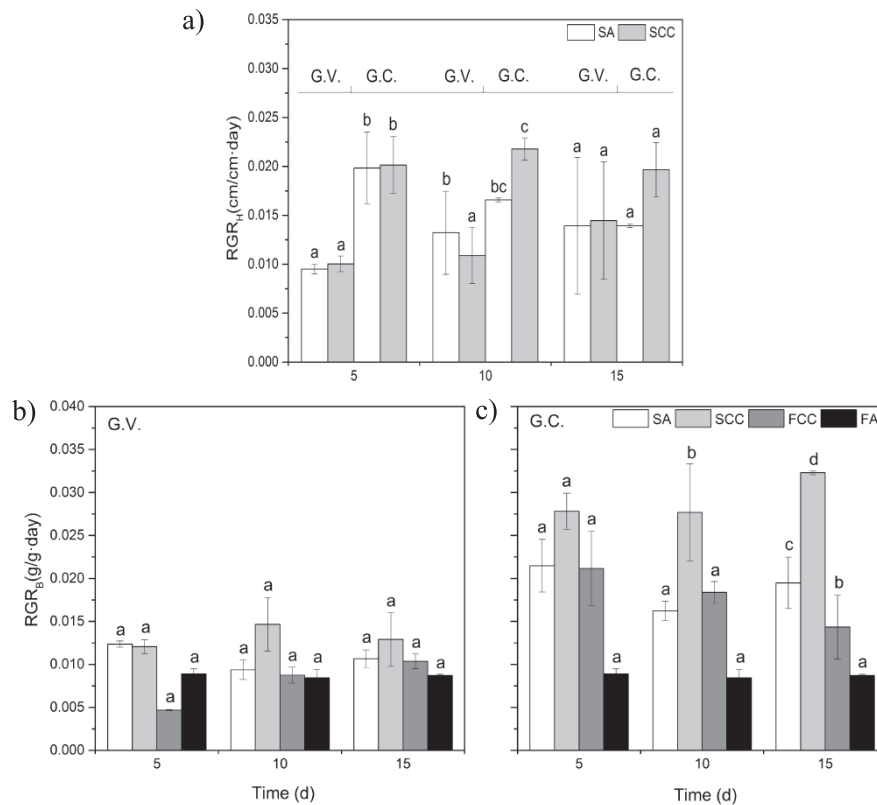 a)
0.035
0.030
0.025
0.020
0.015
0.010
0.005
0.000
RGR_H(cm/cm·day)
SA SCC
G.V. G.C. G.V. G.C. G.V. G.C.
a a b b b a bc c a a a a
5 10 15
b)
0.040
0.035
0.030
0.025
0.020
0.015
0.010
0.005
0.000
RGR_B(g/g·day)
G.V.
a a a a a a a a a a a a
5 10 15
Time (d)
c)
G.C.
SA SCC FCC FA
a a a a a b a a c d b a
5 10 15
Time (d)